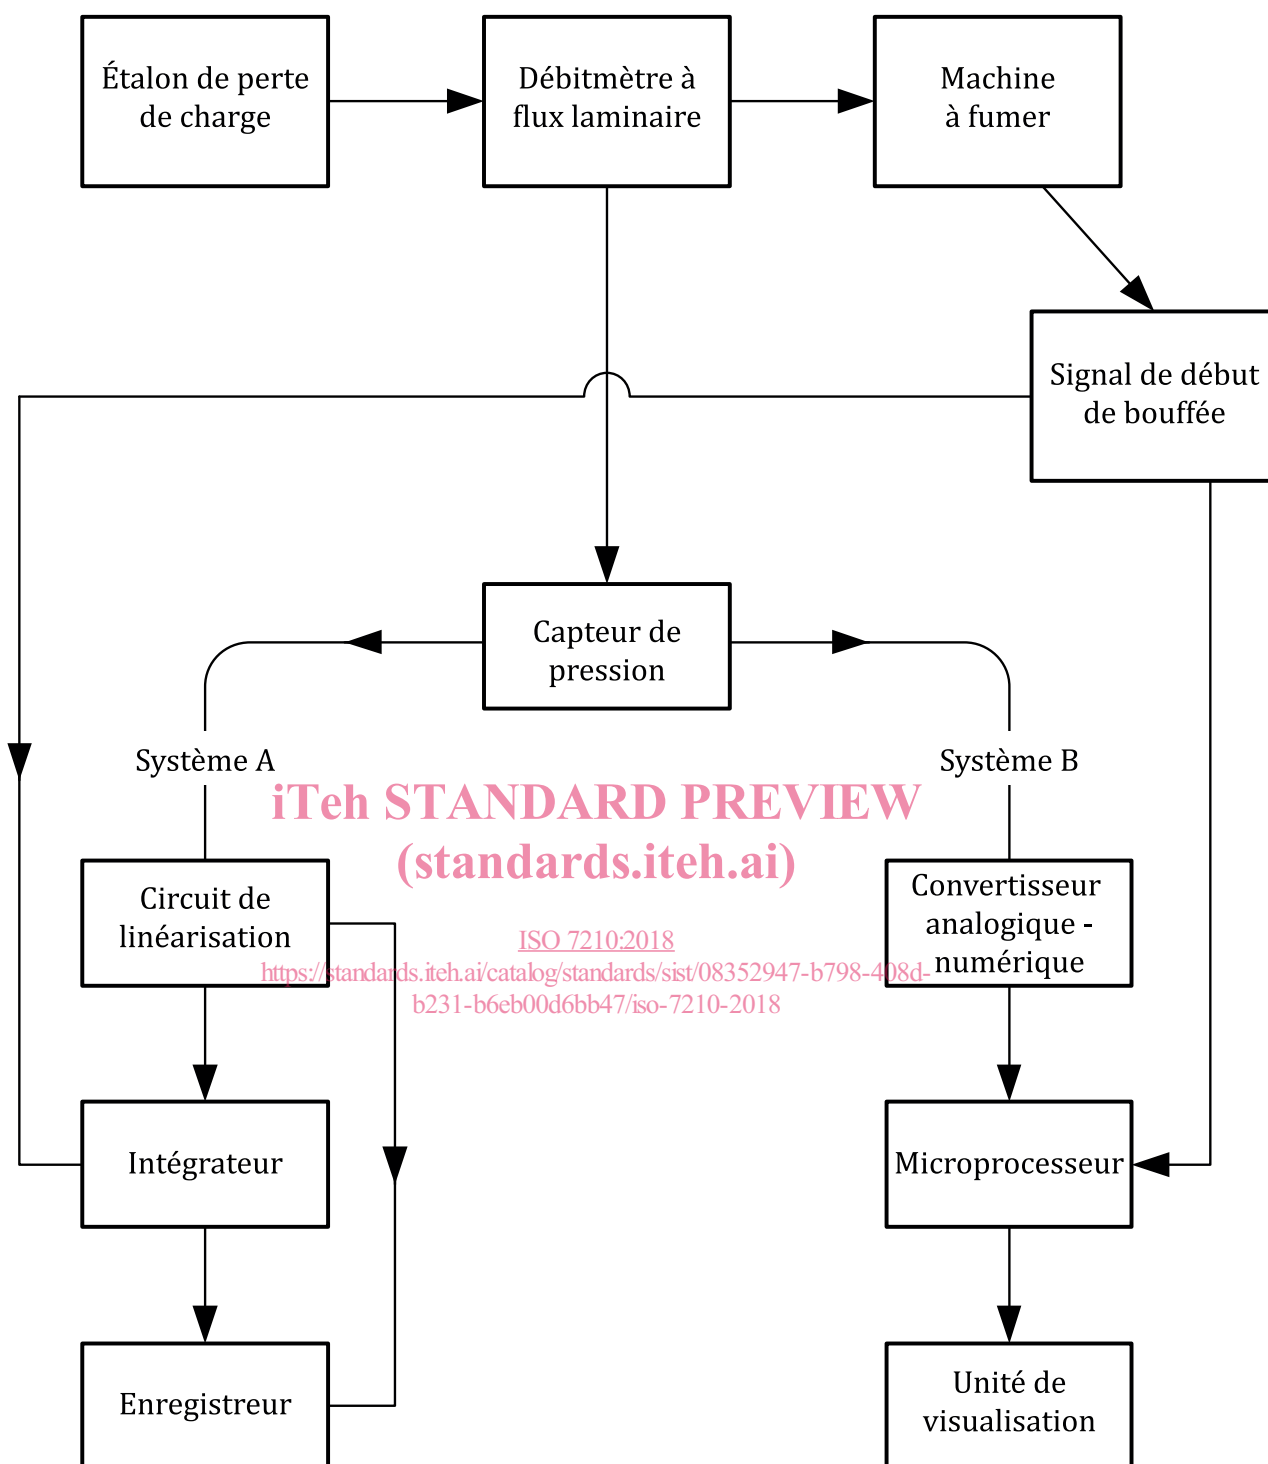 Étalon de perte
de charge
Débitmètre à
flux laminaire
Machine
à fumer
Signal de début
de bouffée
Capteur de
pression
Système A
Système B
iTeh STANDARD PREVIEW
(standards.iteh.ai)
Circuit de
linéarisation
Convertisseur
analogique -
numérique
ISO 7210:2018
https://standards.iteh.ai/catalog/standards/sist/08352947-b798-408d-
b231-b6eb00d6bb47/iso-7210-2018
Intégrateur
Microprocesseur
Enregistreur
Unité de
visualisation